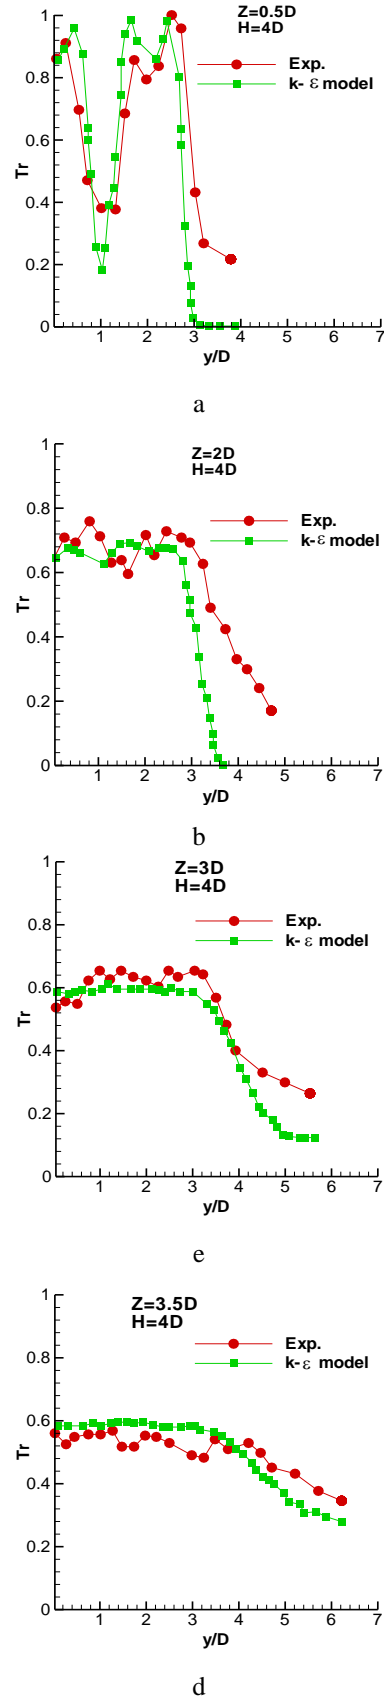 Z=0.5D
H=4D
1
Exp.
k- ε model
0.8
0.6
Tr
0.4
0.2
0
1 2 3 4 5 6 7
y/D
a
1
Z=2D
H=4D
0.8
Exp.
k-ε model
0.6
Tr
0.4
0.2
0
1 2 3 4 5 6 7
y/D
b
1
Z=3D
H=4D
0.8
Exp.
k-ε model
0.6
Tr
0.4
0.2
0
1 2 3 4 5 6 7
y/D
e
1
Z=3.5D
H=4D
0.8
Exp.
k-ε model
0.6
Tr
0.4
0.2
0
1 2 3 4 5 6 7
y/D
d